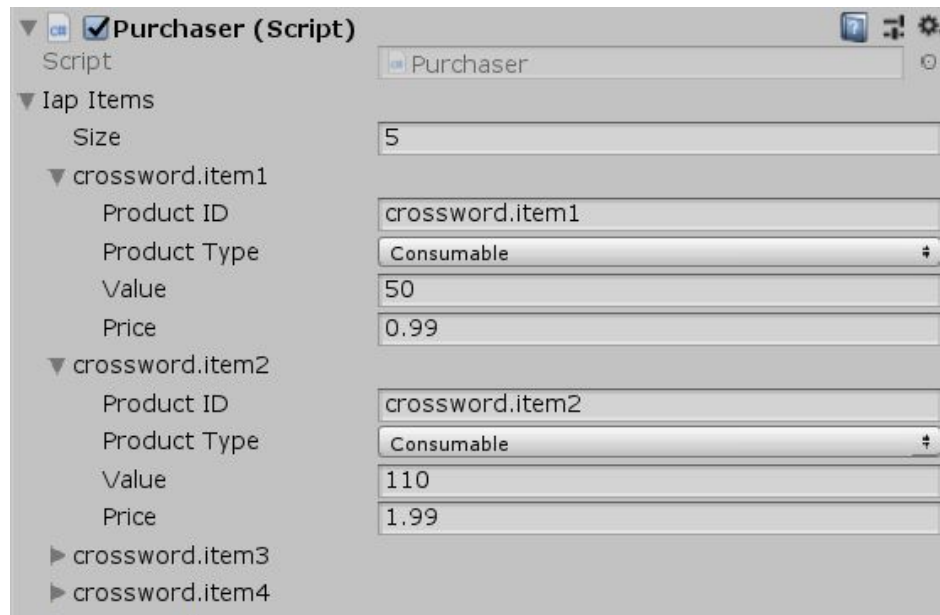 Purchaser (Script)
Script Purchaser
Iap Items
Size 5
crossword.item1
Product ID crossword.item1
Product Type Consumable
Value 50
Price 0.99
crossword.item2
Product ID crossword.item2
Product Type Consumable
Value 110
Price 1.99
crossword.item3
crossword.item4